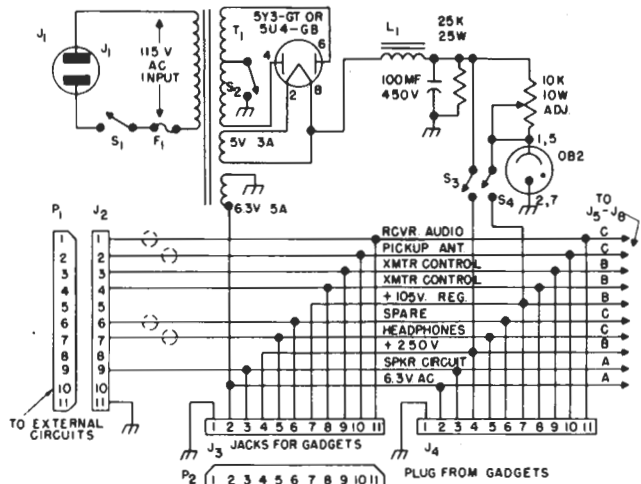 5Y3-GT OR
5U4-GB
J1
J1
115 V
AC
INPUT
S1
F1
T1
S2
4
6
2
8
5V 3A
6.3V 5A
L1
25K
25W
100MF
450V
10K
10W
ADJ.
1,5
OB2
2,7
S3
S4
TO
J5-J8
P1
J2
1
2
3
4
5
6
7
8
9
10
11
1
2
3
4
5
6
7
8
9
10
11
RCVR. AUDIO C
PICKUP ANT. C
XMTR CONTROL B
XMTR CONTROL B
+105V. REG. B
SPARE C
HEADPHONES C
+250V B
SPKR CIRCUIT A
6.3V AC A
TO EXTERNAL
CIRCUITS
1 2 3 4 5 6 7 8 9 10 11
J3 JACKS FOR GADGETS
1 2 3 4 5 6 7 8 9 10 11
J4
P2 1 2 3 4 5 6 7 8 9 10 11
PLUG FROM GADGETS